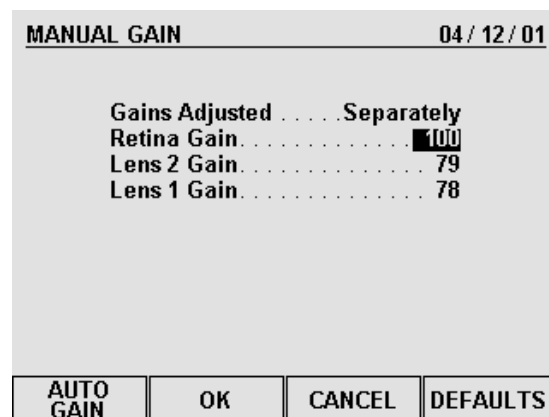 MANUAL GAIN 04 / 12 / 01
Gains Adjusted . . . . . Separately
Retina Gain. . . . . . . . . . . . . . 100
Lens 2 Gain. . . . . . . . . . . . . . 79
Lens 1 Gain. . . . . . . . . . . . . . 78
AUTO GAIN OK CANCEL DEFAULTS